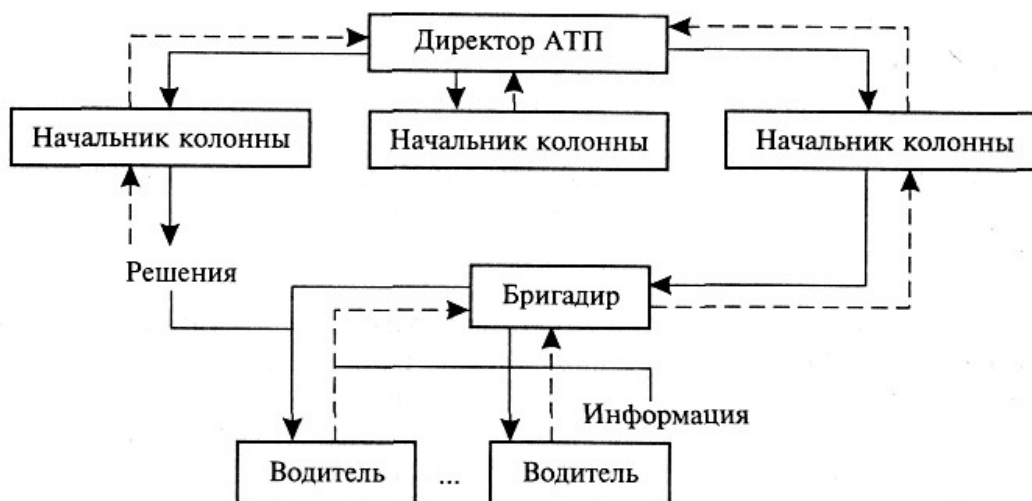 Директор АТП
Начальник колонны
Начальник колонны
Начальник колонны
Решения
Бригадир
Информация
Водитель
...
Водитель